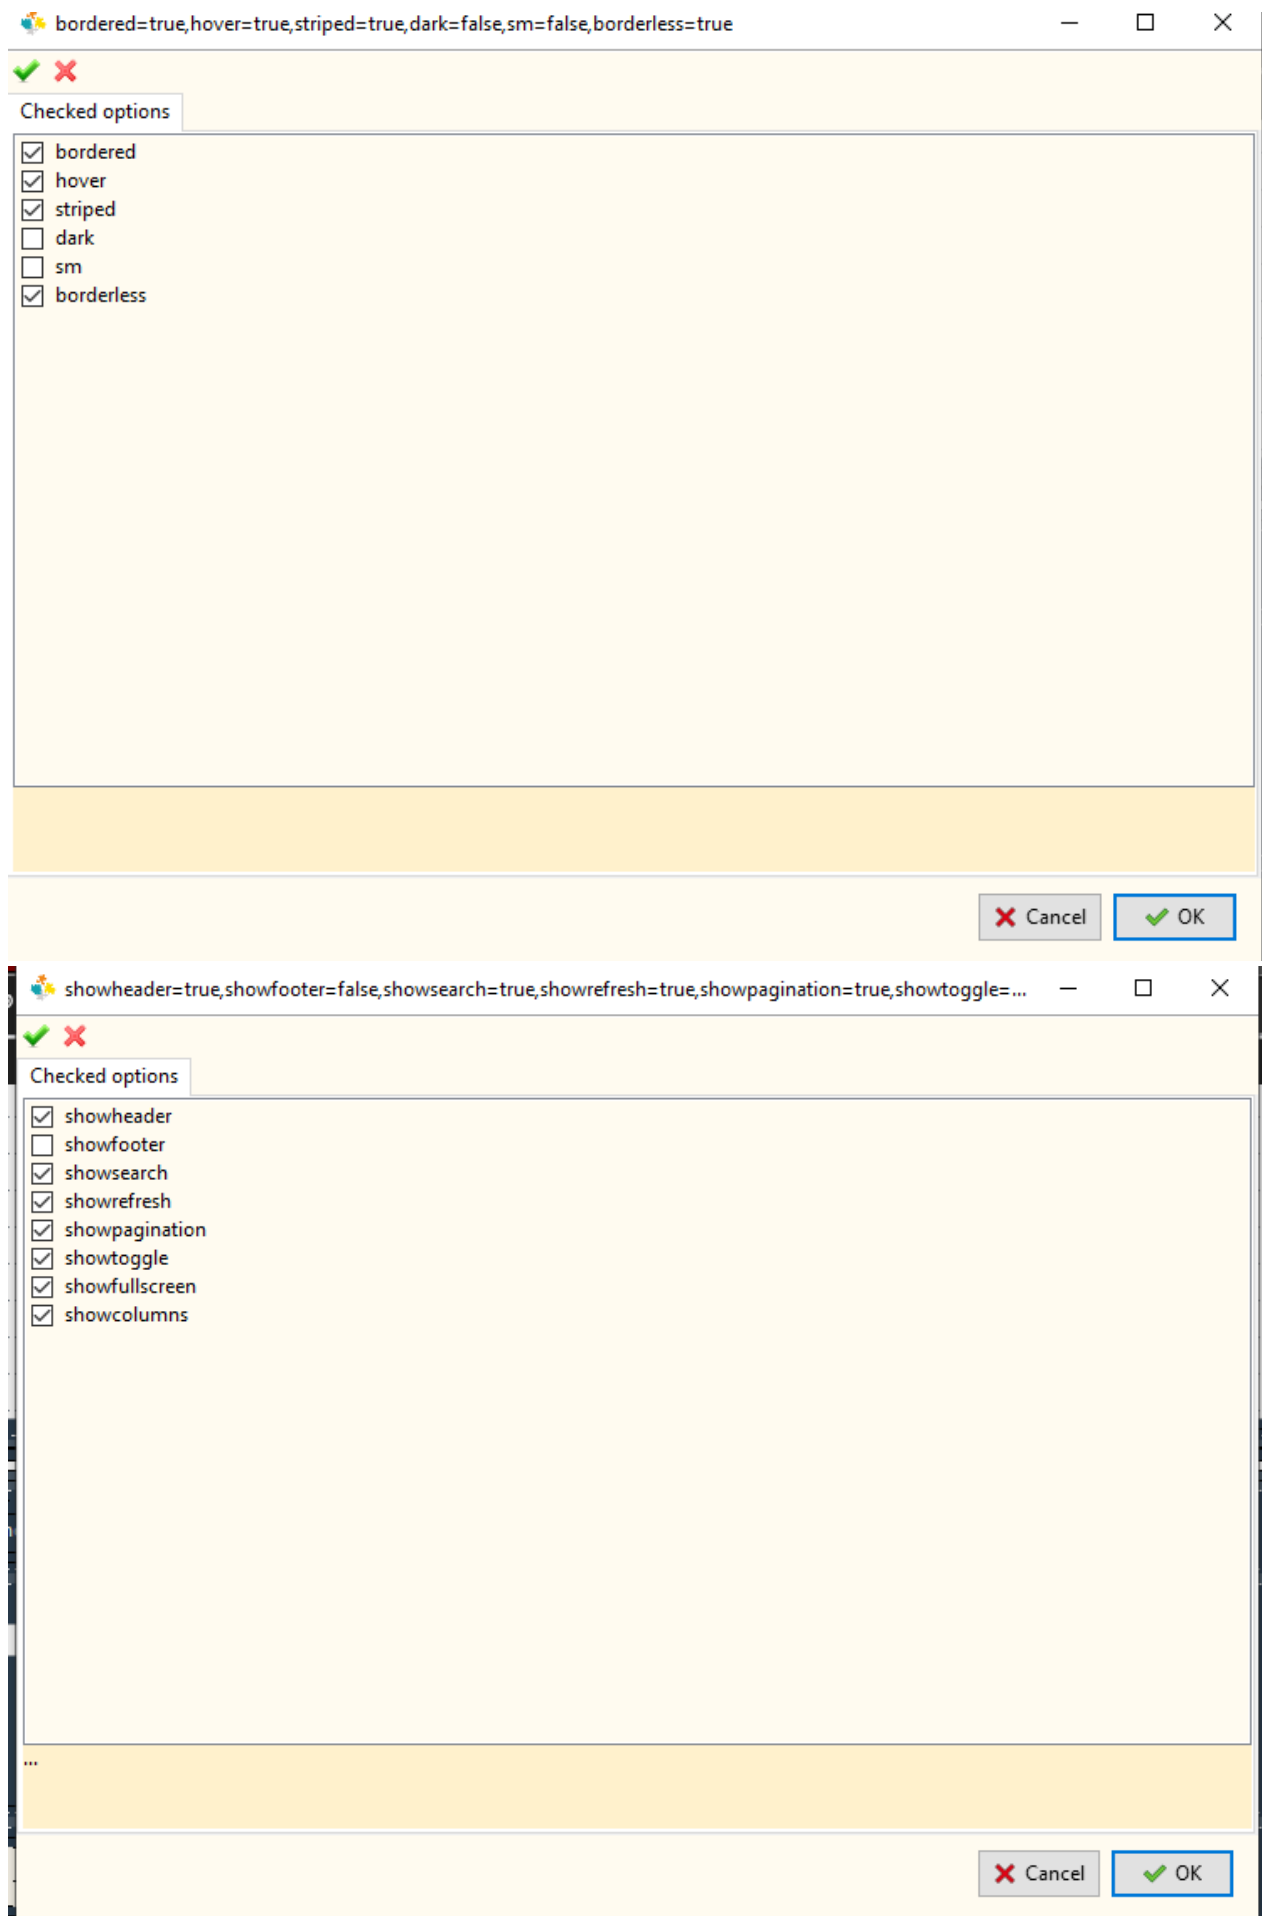 bordered=true,hover=true,striped=true,dark=false,sm=false,borderless=true
Checked options
bordered
hover
striped
dark
sm
borderless
Cancel
OK
showheader=true,showfooter=false,showsearch=true,showrefresh=true,showpagination=true,showtoggle=...
Checked options
showheader
showfooter
showsearch
showrefresh
showpagination
showtoggle
showfullscreen
showcolumns
...
Cancel
OK